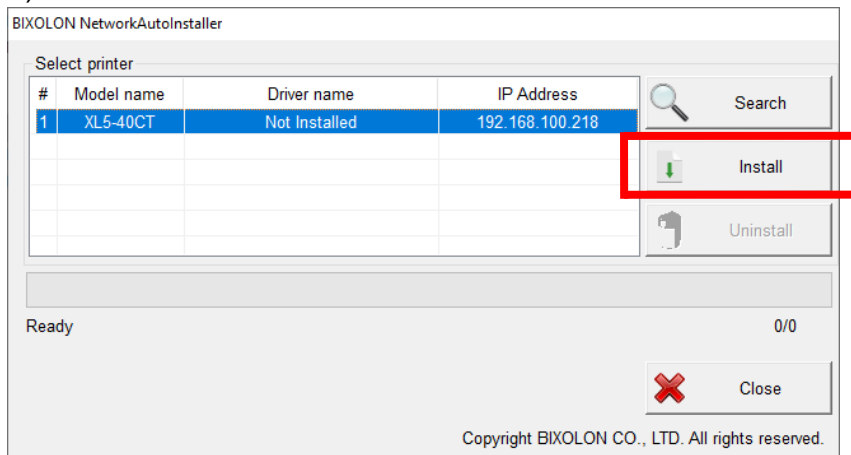 BIXOLON NetworkAutoInstaller
Select printer
# Model name Driver name IP Address
1 XL5-40CT Not Installed 192.168.100.218
Search
Install
Uninstall
Ready 0/0
Close
Copyright BIXOLON CO., LTD. All rights reserved.